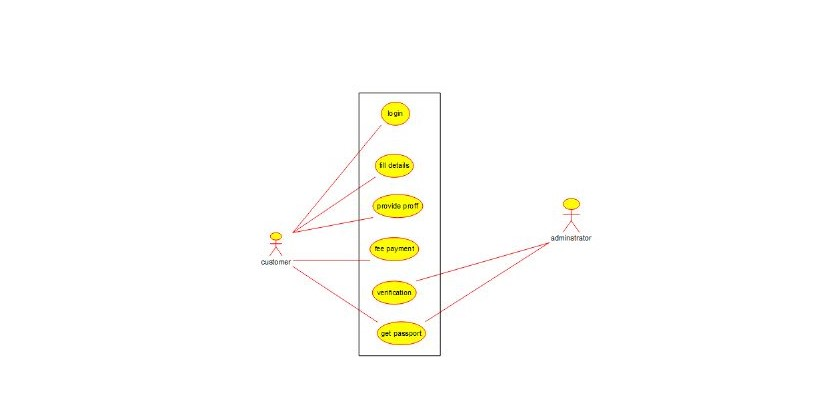 login
fill details
provide proff
fee payment
verification
get passport
customer
adminstrator